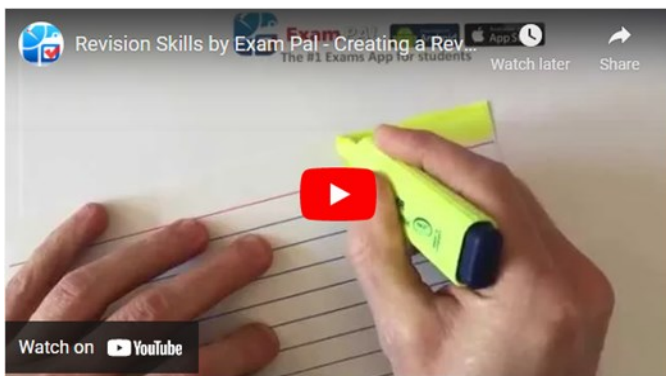 Exam Pal
Revision Skills by Exam Pal - Creating a Rev...
App S
The #1 Exams App for students
Watch later
Share
Watch on YouTube